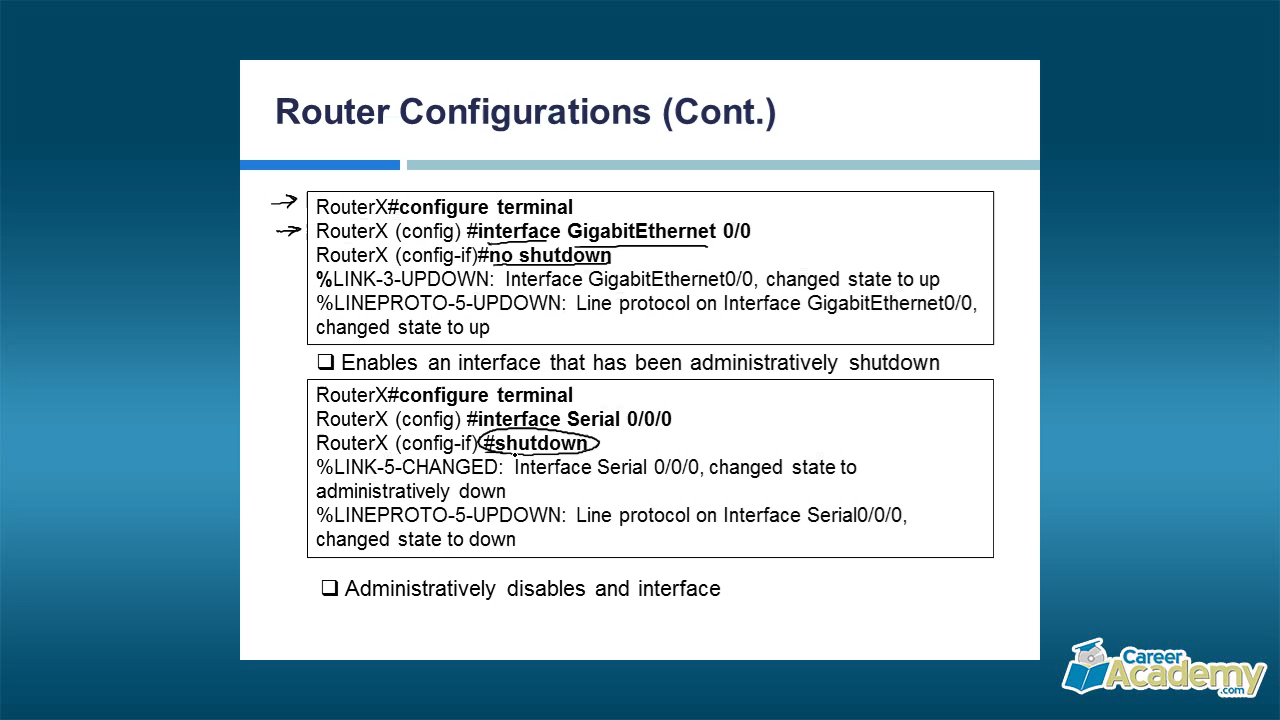 Router Configurations (Cont.)
RouterX#configure terminal
RouterX (config) #interface GigabitEthernet 0/0
RouterX (config-if)#no shutdown
%LINK-3-UPDOWN: Interface GigabitEthernet0/0, changed state to up
%LINEPROTO-5-UPDOWN: Line protocol on Interface GigabitEthernet0/0,
changed state to up
❑ Enables an interface that has been administratively shutdown
RouterX#configure terminal
RouterX (config) #interface Serial 0/0/0
RouterX (config-if) #shutdown
%LINK-5-CHANGED: Interface Serial 0/0/0, changed state to
administratively down
%LINEPROTO-5-UPDOWN: Line protocol on Interface Serial0/0/0,
changed state to down
❑ Administratively disables and interface
Career
Academy
.com